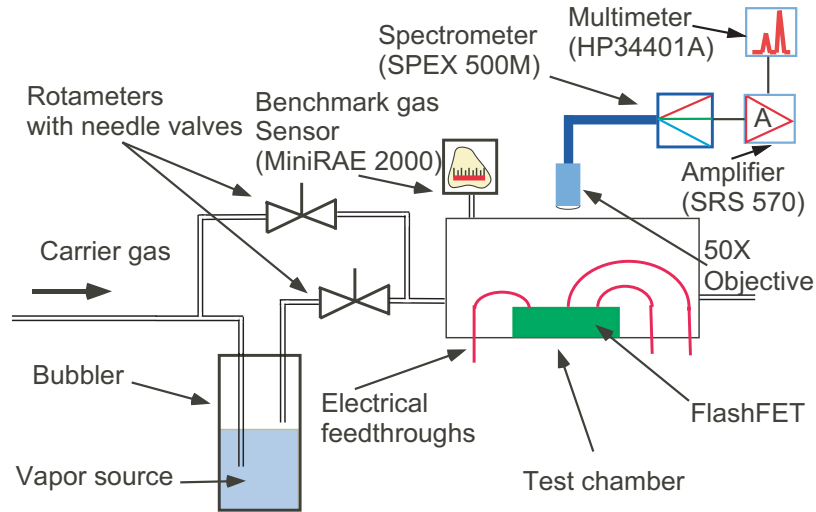 Multimeter
(HP34401A)
Spectrometer
(SPEX 500M)
Rotameters
with needle valves
Benchmark gas
Sensor
(MiniRAE 2000)
A
Amplifier
(SRS 570)
Carrier gas
50X
Objective
Bubbler
Electrical
feedthroughs
FlashFET
Vapor source
Test chamber